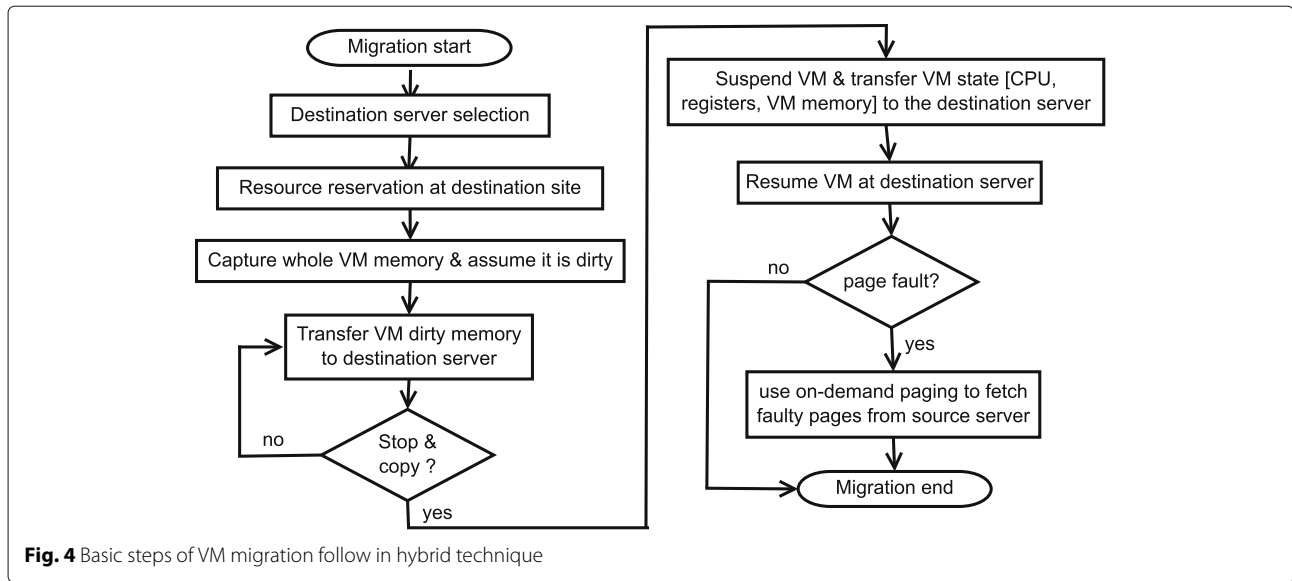 Migration start
Destination server selection
Resource reservation at destination site
Capture whole VM memory & assume it is dirty
Transfer VM dirty memory
to destination server
no
Stop &
copy ?
yes
Suspend VM & transfer VM state [CPU,
registers, VM memory] to the destination server
Resume VM at destination server
no
page fault?
yes
use on-demand paging to fetch
faulty pages from source server
Migration end
Fig. 4 Basic steps of VM migration follow in hybrid technique